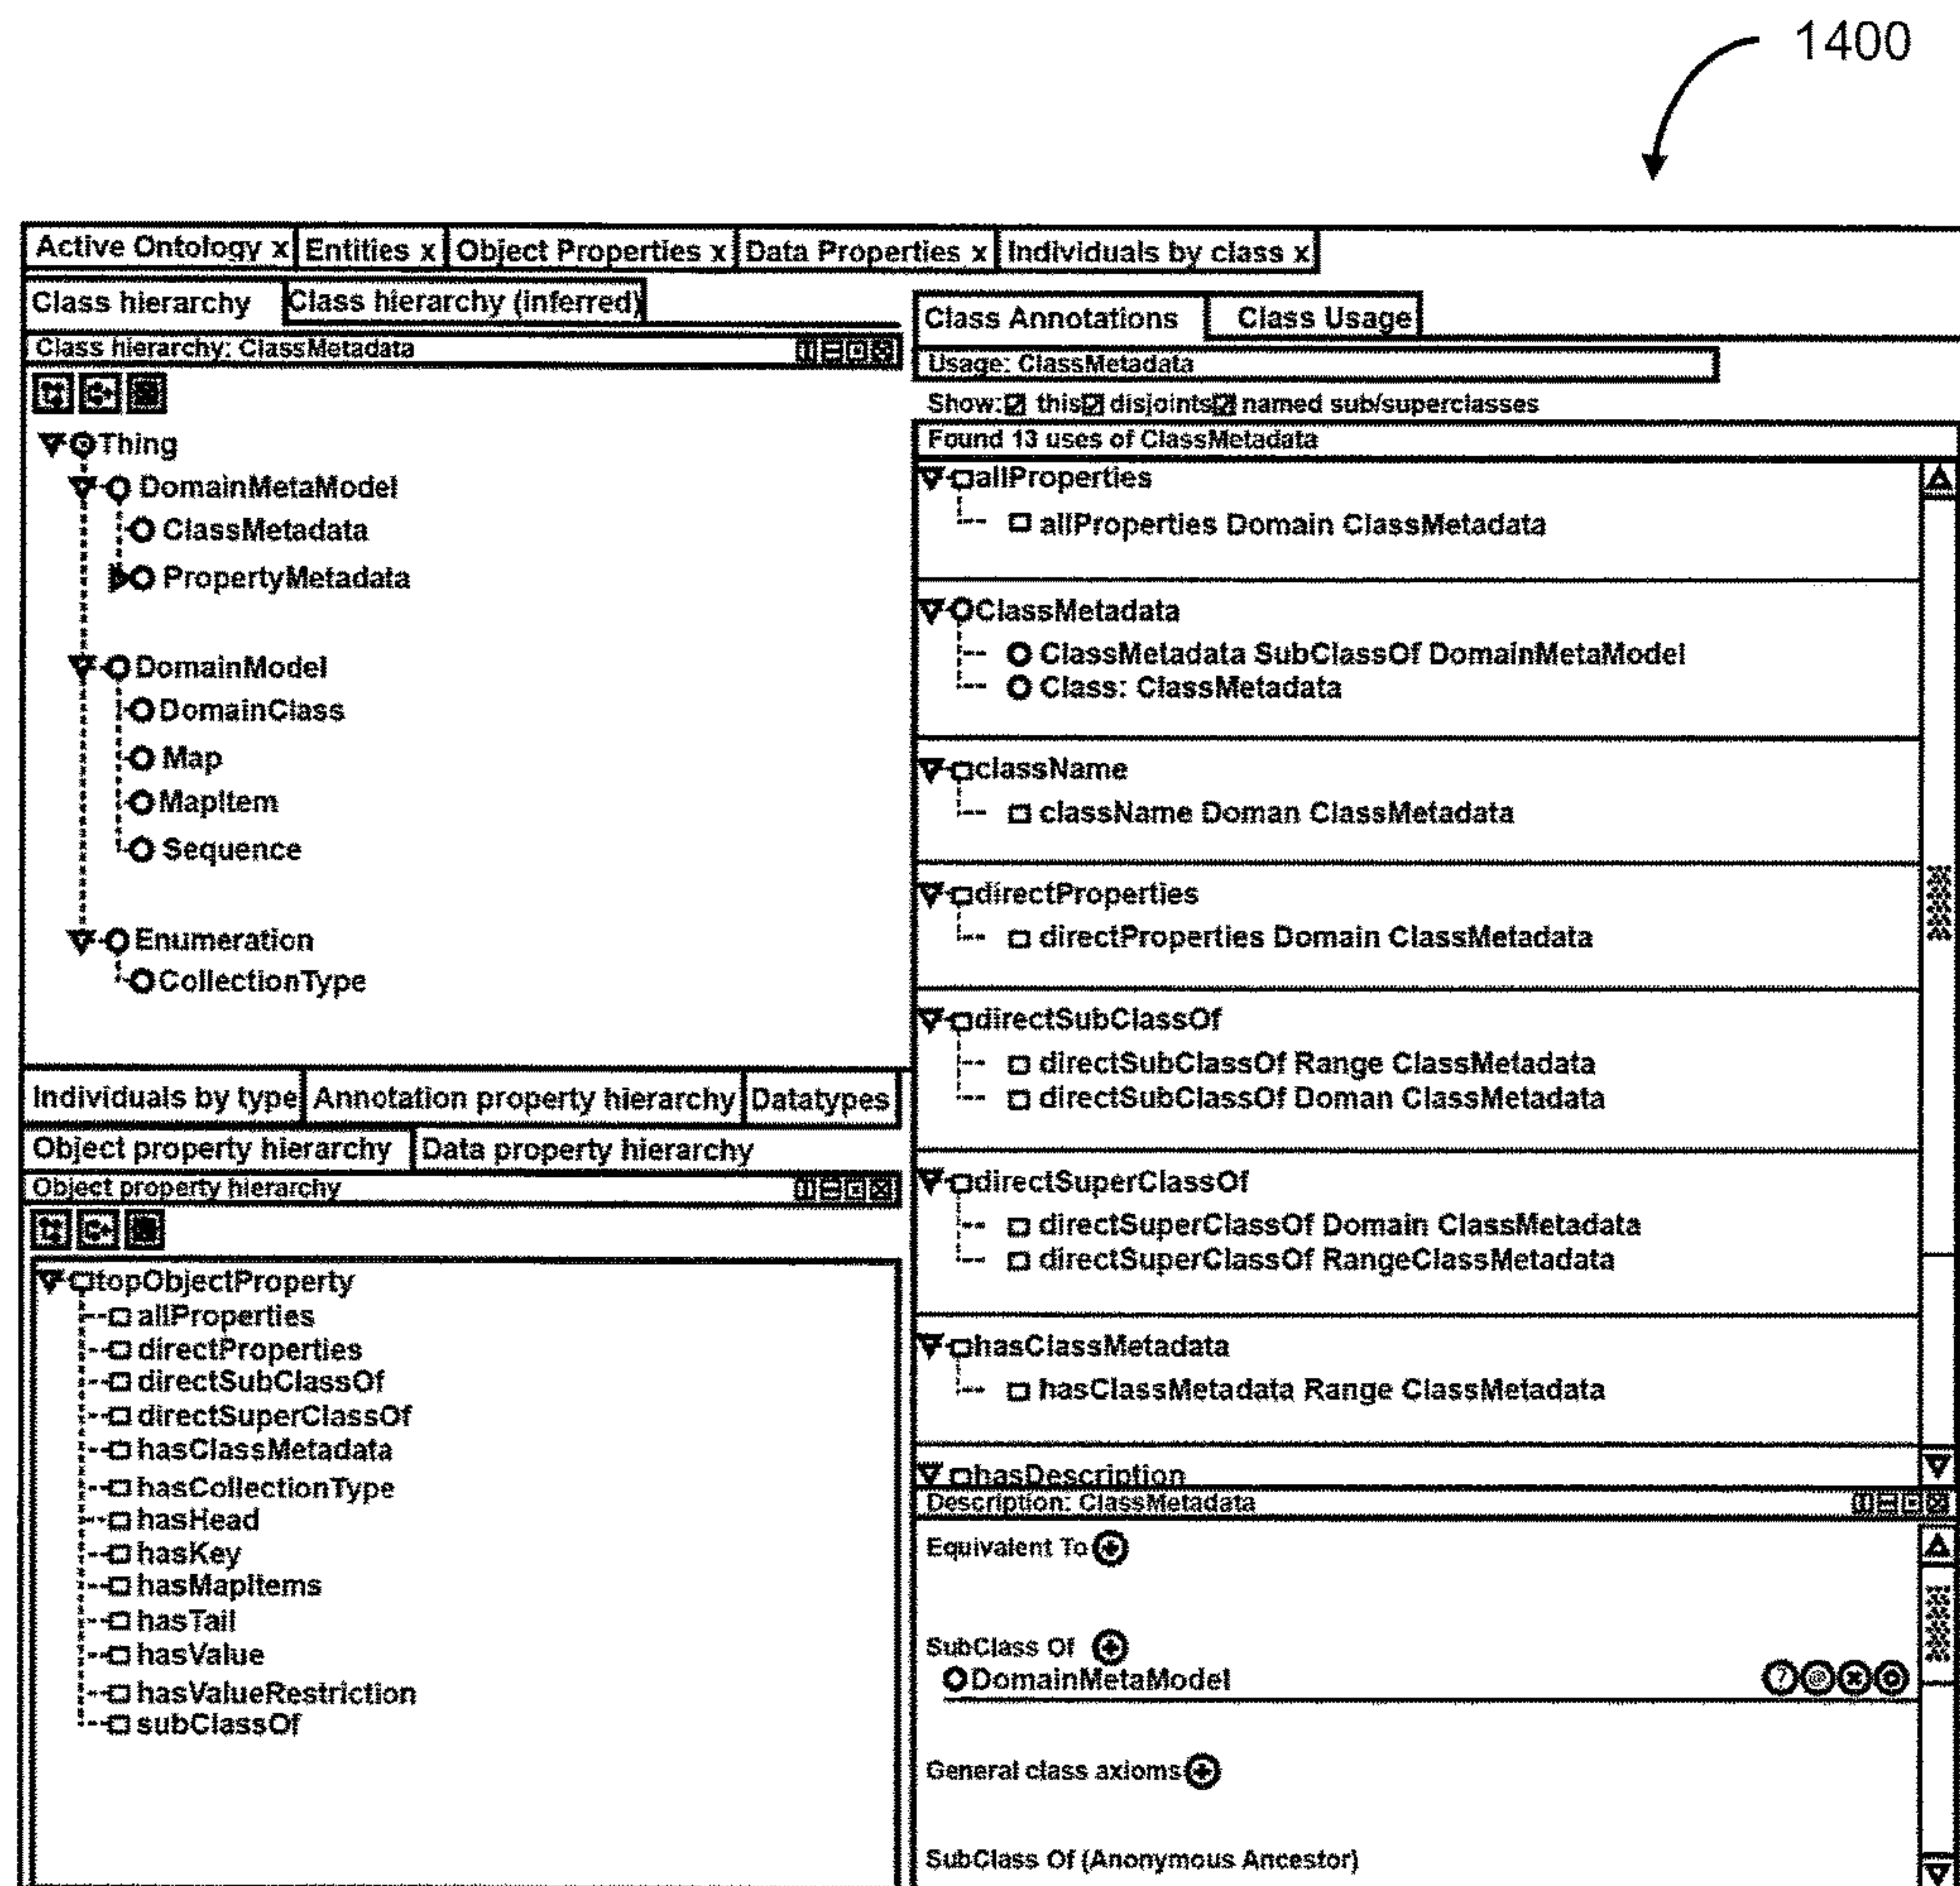 1400
Active Ontology x Entities x Object Properties x Data Properties x Individuals by class x
Class hierarchy Class hierarchy (inferred)
Class hierarchy: ClassMetadata
Thing
DomainMetaModel
ClassMetadata
PropertyMetadata
DomainModel
DomainClass
Map
MapItem
Sequence
Enumeration
CollectionType
Individuals by type Annotation property hierarchy Datatypes
Object property hierarchy Data property hierarchy
Object property hierarchy
topObjectProperty
allProperties
directProperties
directSubClassOf
directSuperClassOf
hasClassMetadata
hasCollectionType
hasHead
hasKey
hasMapItems
hasTail
hasValue
hasValueRestriction
subClassOf
Class Annotations Class Usage
Usage: ClassMetadata
Show: this disjoints named sub/superclasses
Found 13 uses of ClassMetadata
allProperties
allProperties Domain ClassMetadata
ClassMetadata
ClassMetadata SubClassOf DomainMetaModel
Class: ClassMetadata
className
className Doman ClassMetadata
directProperties
directProperties Domain ClassMetadata
directSubClassOf
directSubClassOf Range ClassMetadata
directSubClassOf Doman ClassMetadata
directSuperClassOf
directSuperClassOf Domain ClassMetadata
directSuperClassOf RangeClassMetadata
hasClassMetadata
hasClassMetadata Range ClassMetadata
hasDescription
Description: ClassMetadata
Equivalent To
SubClass Of
DomainMetaModel
General class axioms
SubClass Of (Anonymous Ancestor)